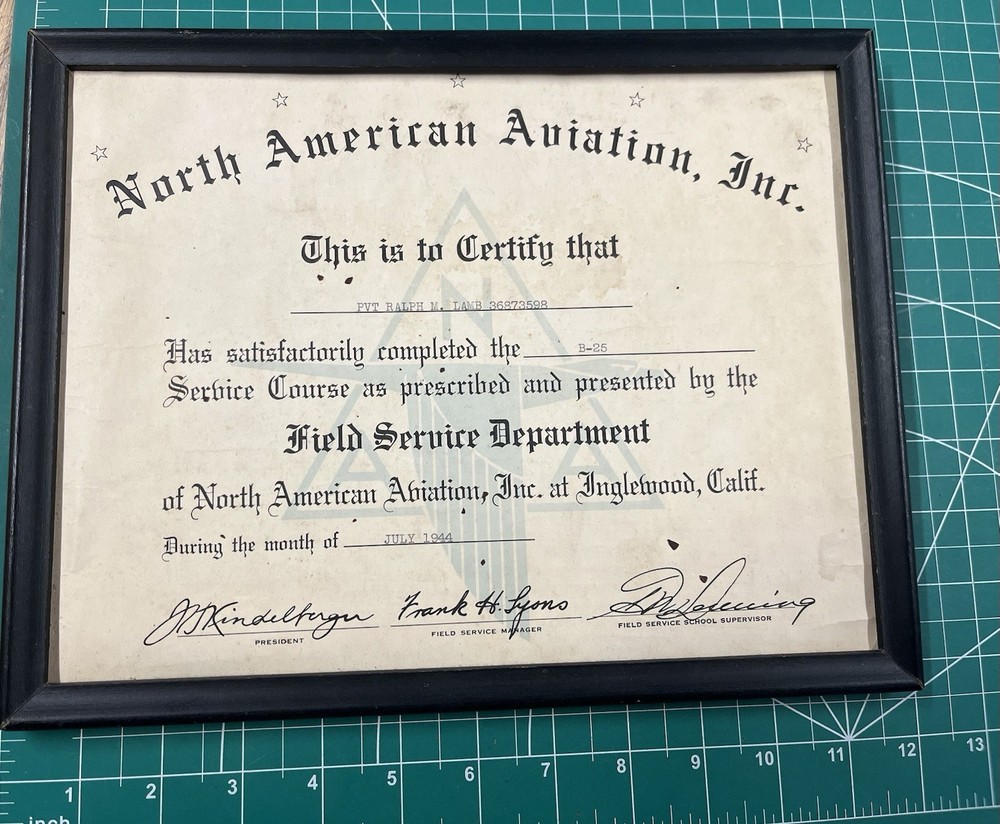 North American Aviation, Inc.
This is to Certify that
PVT RALPH M. LAMB 36873598
Has satisfactorily completed the B-25
Service Course as prescribed and presented by the
Field Service Department
of North American Aviation, Inc. at Inglewood, Calif.
During the month of JULY 1944
J H Kindelberger Frank H. Lyons
PRESIDENT FIELD SERVICE MANAGER FIELD SERVICE SCHOOL SUPERVISOR
N
A A
1 2 3 4 5 6 7 8 9 10 11 12 13
inch